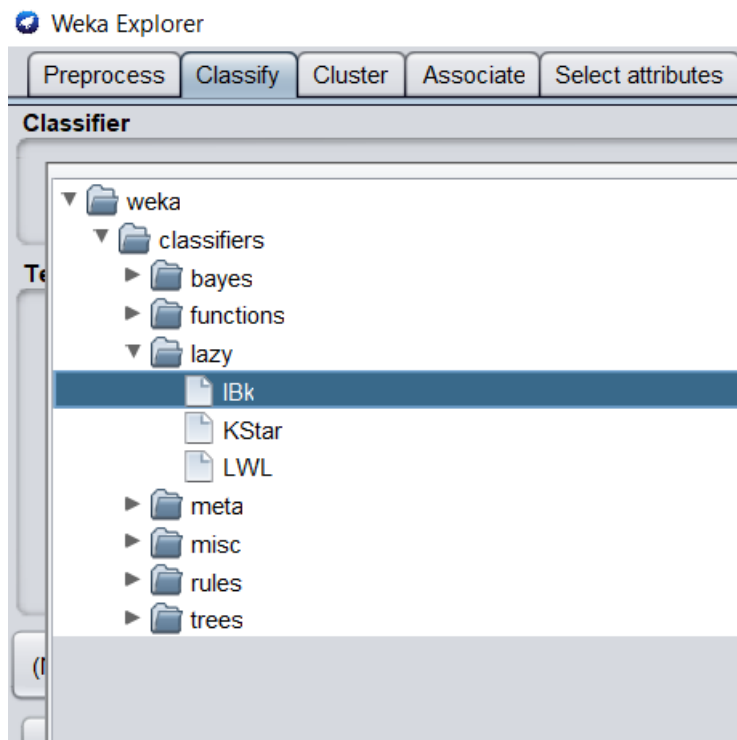 Weka Explorer
Preprocess Classify Cluster Associate Select attributes
Classifier
weka
classifiers
Te
bayes
functions
lazy
IBk
KStar
LWL
meta
misc
rules
trees